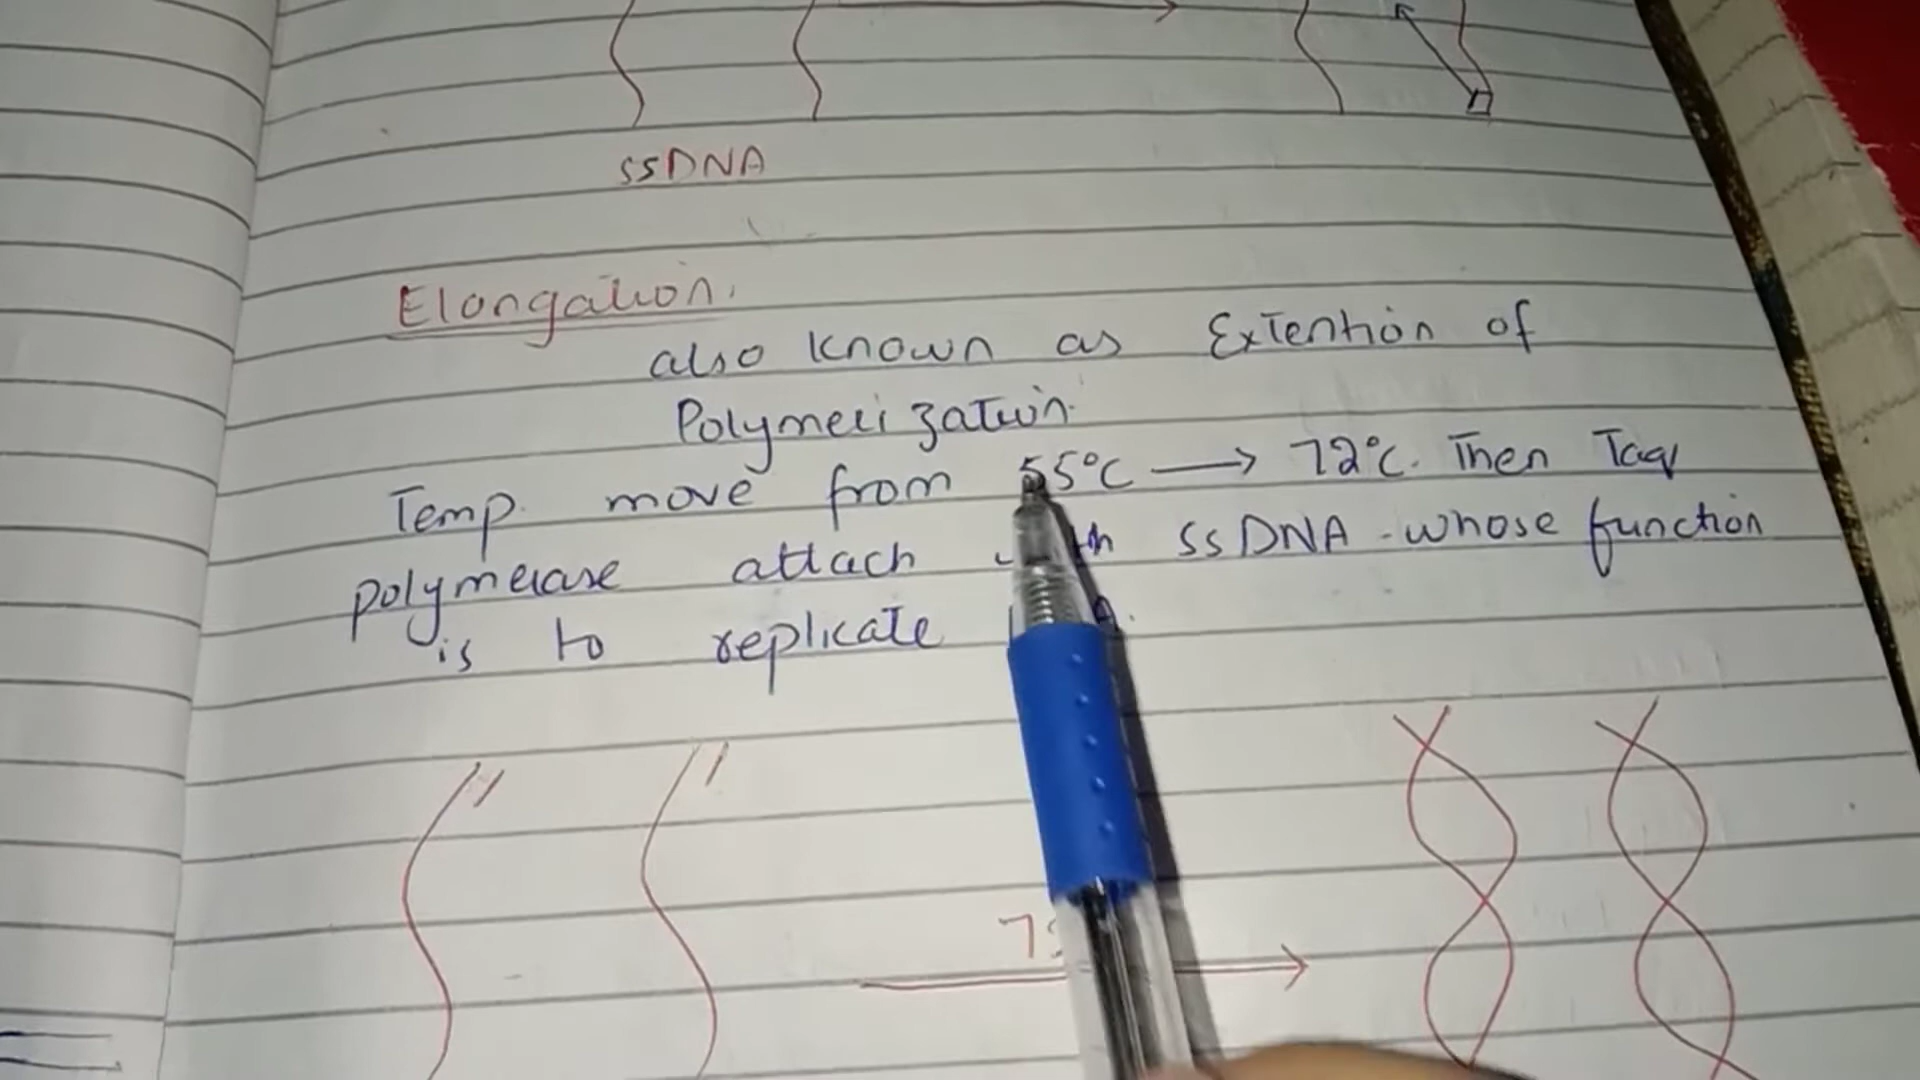 ssDNA
Elongation.
also known as Extention of
Polymerization.
Temp. move from 55°C → 72°C. Then Taq
polymerase attach ssDNA - whose function
is to replicate